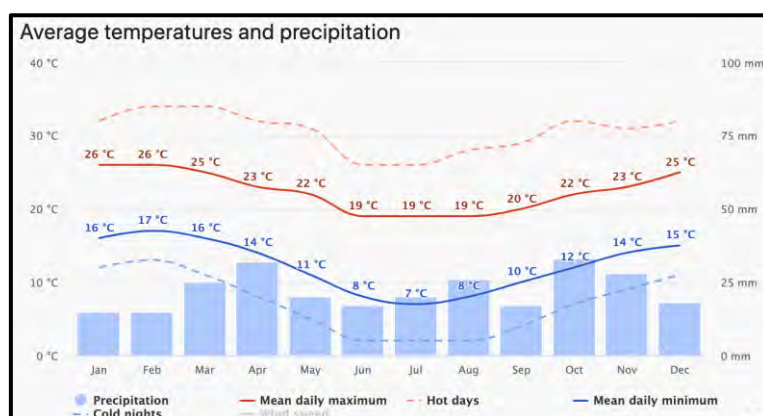 Average temperatures and precipitation
40 °C 100 mm
30 °C 75 mm
20 °C 50 mm
10 °C 25 mm
0 °C 0 mm
26 °C 26 °C 25 °C 23 °C 22 °C 19 °C 19 °C 19 °C 20 °C 22 °C 23 °C 25 °C
16 °C 17 °C 16 °C 14 °C 11 °C 8 °C 7 °C 8 °C 10 °C 12 °C 14 °C 15 °C
Jan Feb Mar Apr May Jun Jul Aug Sep Oct Nov Dec
Precipitation Mean daily maximum Hot days Mean daily minimum
Cold nights Wind speed